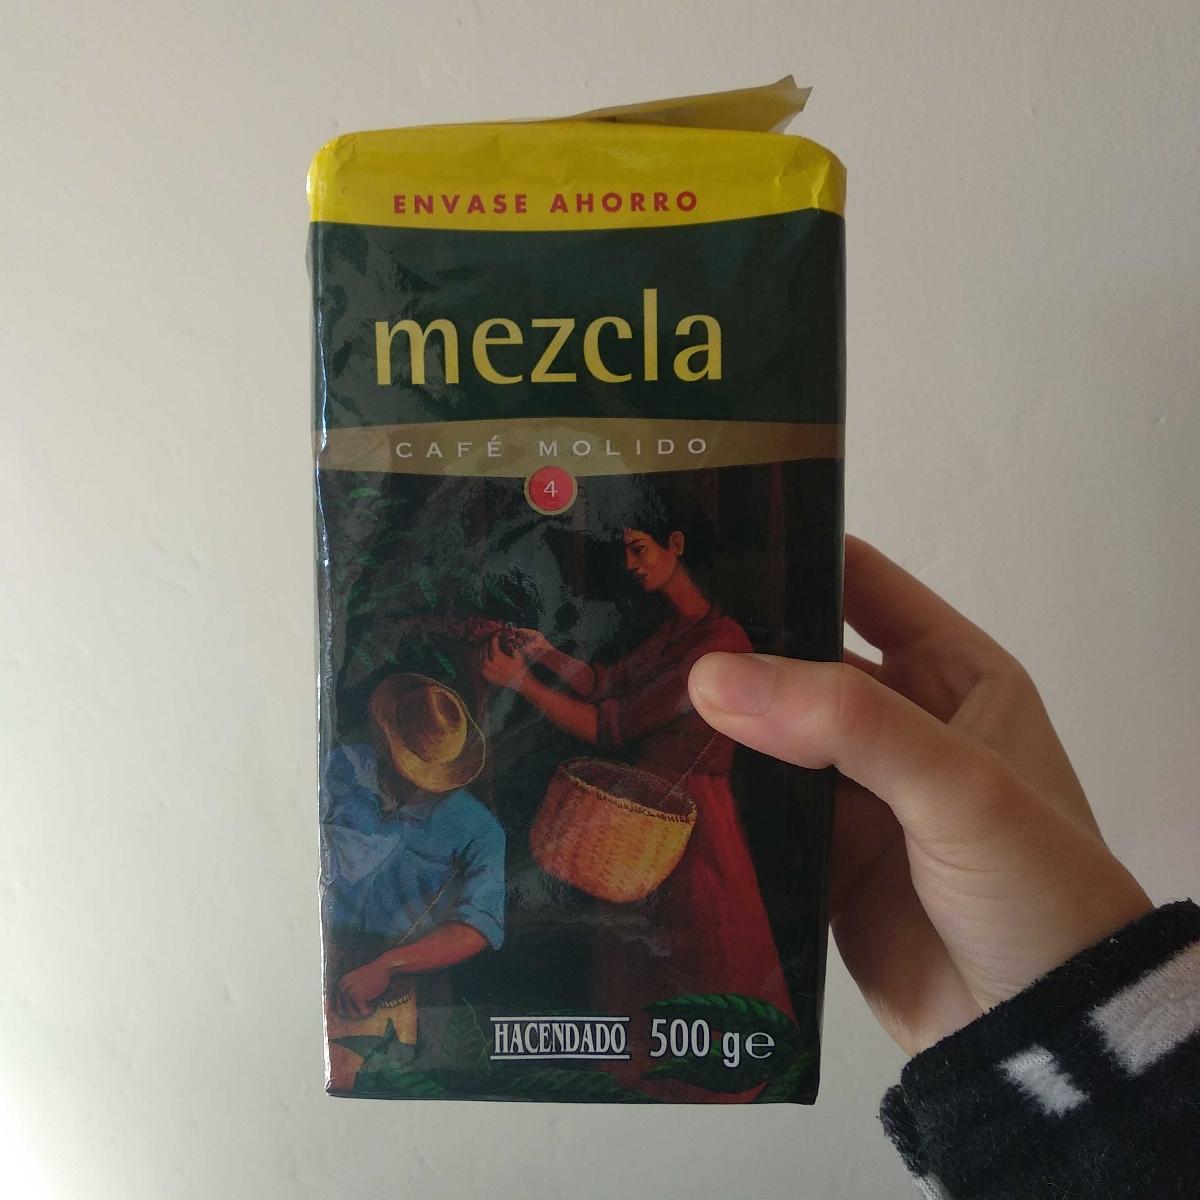 ENVASE AHORRO
mezcla
CAFÉ MOLIDO
4
HACENDADO 500 g e